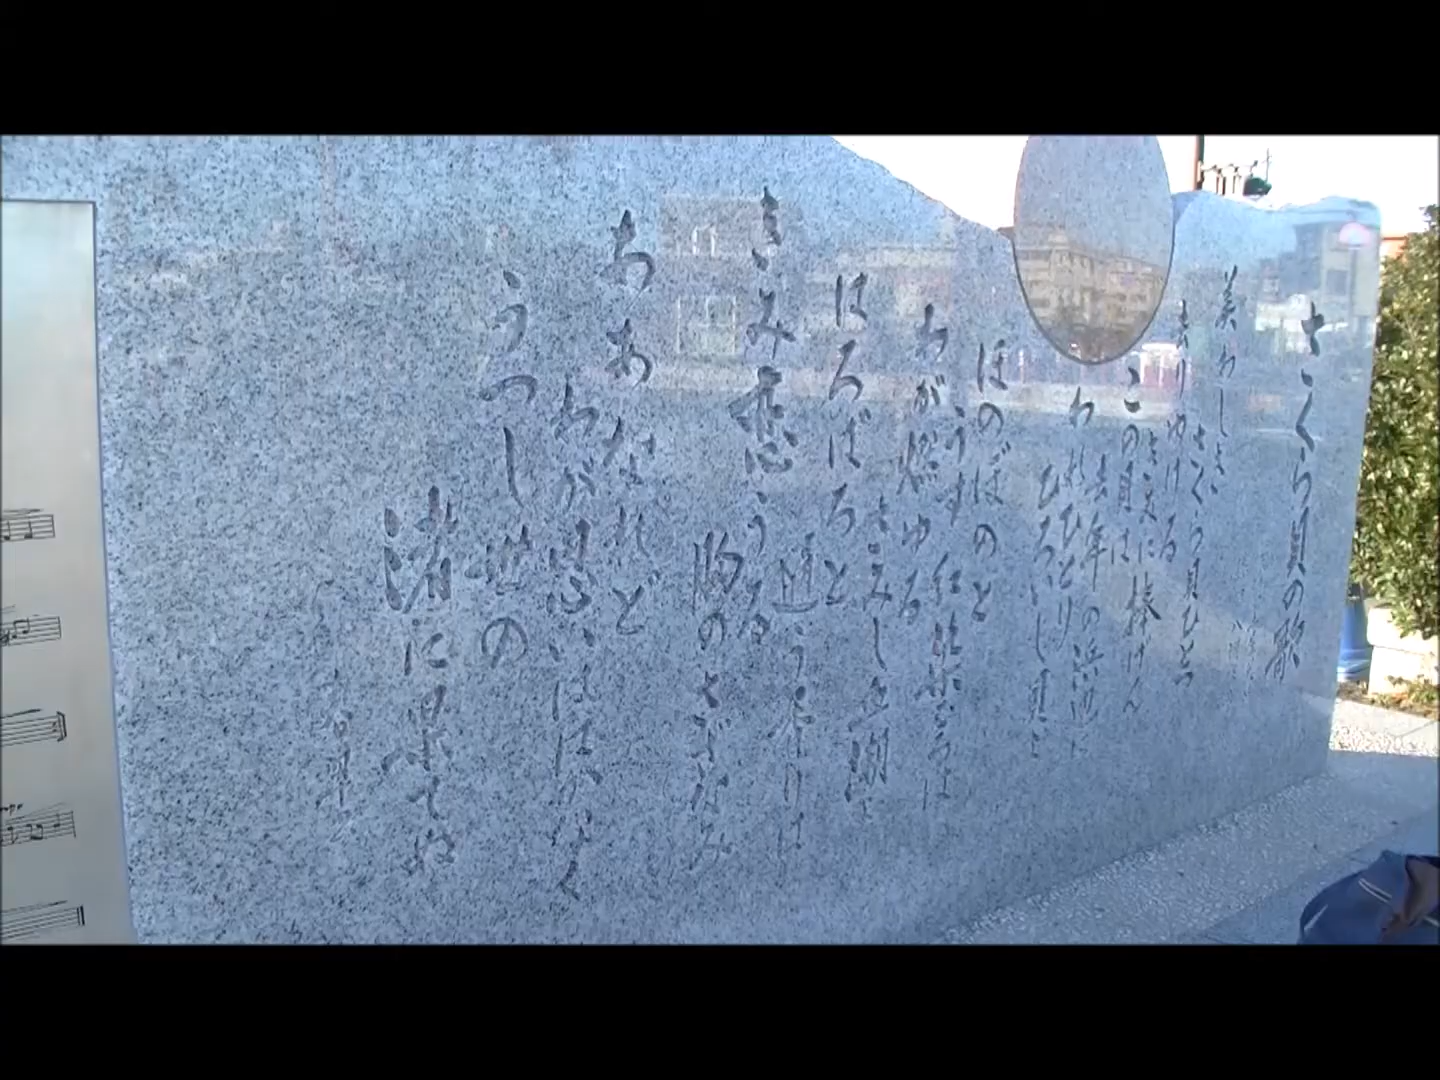 さくら貝の歌
美わしき
さくら貝ひとつ
去りゆける
きみに捧げん
この貝は
去年の浜辺に
われひとり
ひろいし貝よ
ほのぼのと
うす紅染むるは
わが燃ゆる
さみし血潮よ
はろばろと
通う香りは
きみ恋うる
胸のさざなみ
ああなれど
わが思いははかなく
うつし世の
渚に果てぬ